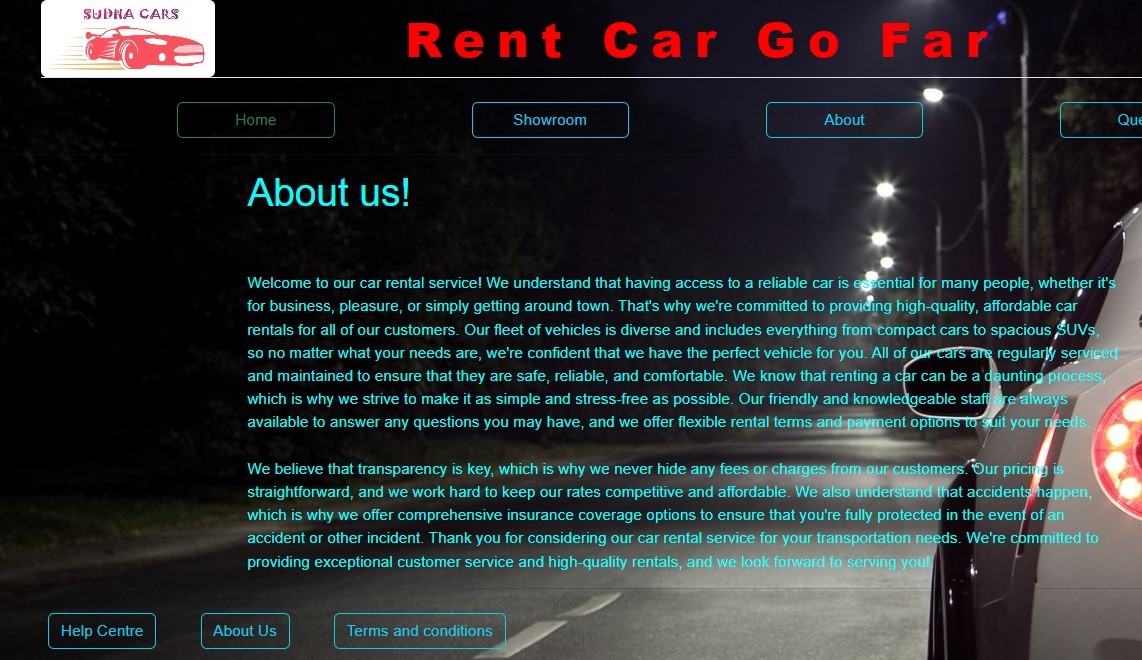 SUDHA CARS
Rent Car Go Far
Home
Showroom
About
Que
About us!
Welcome to our car rental service! We understand that having access to a reliable car is essential for many people, whether it's
for business, pleasure, or simply getting around town. That's why we're committed to providing high-quality, affordable car
rentals for all of our customers. Our fleet of vehicles is diverse and includes everything from compact cars to spacious SUVs,
so no matter what your needs are, we're confident that we have the perfect vehicle for you. All of our cars are regularly serviced
and maintained to ensure that they are safe, reliable, and comfortable. We know that renting a car can be a daunting process,
which is why we strive to make it as simple and stress-free as possible. Our friendly and knowledgeable staff are always
available to answer any questions you may have, and we offer flexible rental terms and payment options to suit your needs.
We believe that transparency is key, which is why we never hide any fees or charges from our customers. Our pricing is
straightforward, and we work hard to keep our rates competitive and affordable. We also understand that accidents happen,
which is why we offer comprehensive insurance coverage options to ensure that you're fully protected in the event of an
accident or other incident. Thank you for considering our car rental service for your transportation needs. We're committed to
providing exceptional customer service and high-quality rentals, and we look forward to serving you!
Help Centre
About Us
Terms and conditions